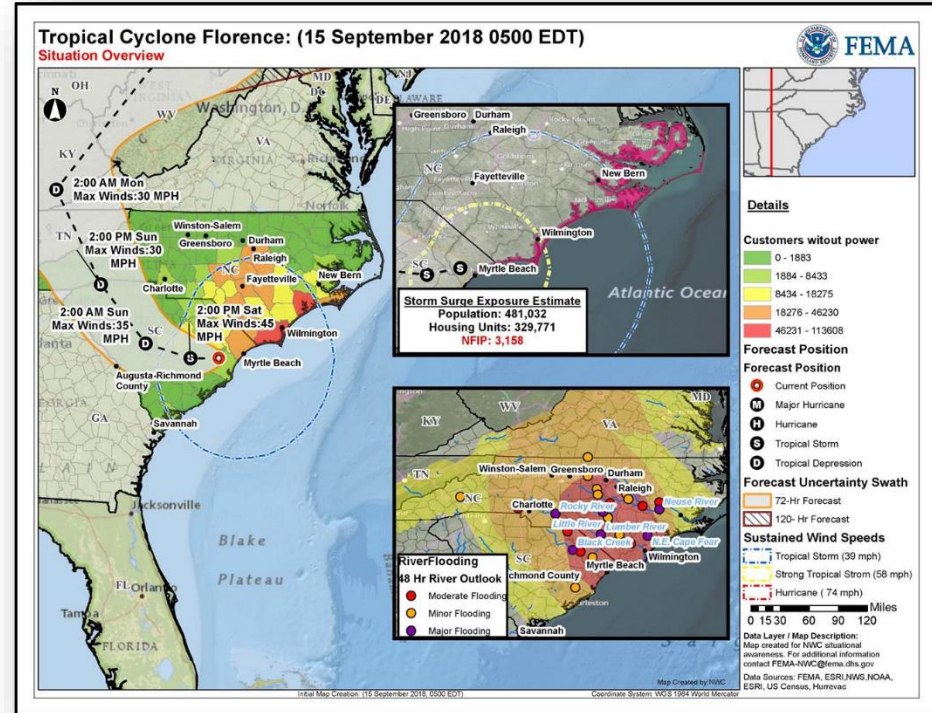 Tropical Cyclone Florence: (15 September 2018 0500 EDT)
Situation Overview
FEMA
N
OH
WV
MD
DE
NJ
DELAWARE
Washington, D.
KY
VA
VIRGINIA
Richmond
Norfolk
D
2:00 AM Mon
Max Winds:30 MPH
TN
2:00 PM Sun
Max Winds:30
MPH
Winston-Salem
Greensboro
Durham
Raleigh
NC
Fayetteville
New Bern
Charlotte
D
2:00 AM Sun
Max Winds:35
MPH
SC
2:00 PM Sat
Max Winds:45
MPH
Wilmington
D
S
Myrtle Beach
Augusta-Richmond
County
GA
Savannah
Jacksonville
Blake
Plateau
FL
Orlando
Tampa
FLORIDA
Greensboro
Durham
Raleigh
NC
Fayetteville
New Bern
Wilmington
S
S
Myrtle Beach
Atlantic Ocean
Storm Surge Exposure Estimate
Population: 481,032
Housing Units: 329,771
NFIP: 3,158
KY
WV
VA
MD
TN
Winston-Salem
Greensboro
Durham
Raleigh
NC
Charlotte
Rocky River
Neuse River
Little River
Lumber River
Black Creek
N.E. Cape Fear
Wilmington
SC
Myrtle Beach
chmond County
Savannah
RiverFlooding
48 Hr River Outlook
Moderate Flooding
Minor Flooding
Major Flooding
Map Created by:NWC
Details
Customers witout power
0 - 1883
1884 - 8433
8434 - 18275
18276 - 46230
46231 - 113608
Forecast Position
Forecast Position
Current Position
M Major Hurricane
H Hurricane
S Tropical Storm
D Tropical Depression
Forecast Uncertainty Swath
72-Hr Forecast
120- Hr Forecast
Sustained Wind Speeds
Tropical Storm (39 mph)
Strong Tropical Strom (58 mph)
Hurricane ( 74 mph)
Miles
0 15 30 60 90 120
Data Layer / Map Description:
Map created for NWC situational
awareness. For additional information
contact FEMA-NWC@fema.dhs.gov
Data Sources: FEMA, ESRI,NWS,NOAA,
ESRI, US Census, Hurrevac
Initial Map Creation: (15 September, 2018, 0500 EDT)
Coordinate System: WGS 1984 World Mercator